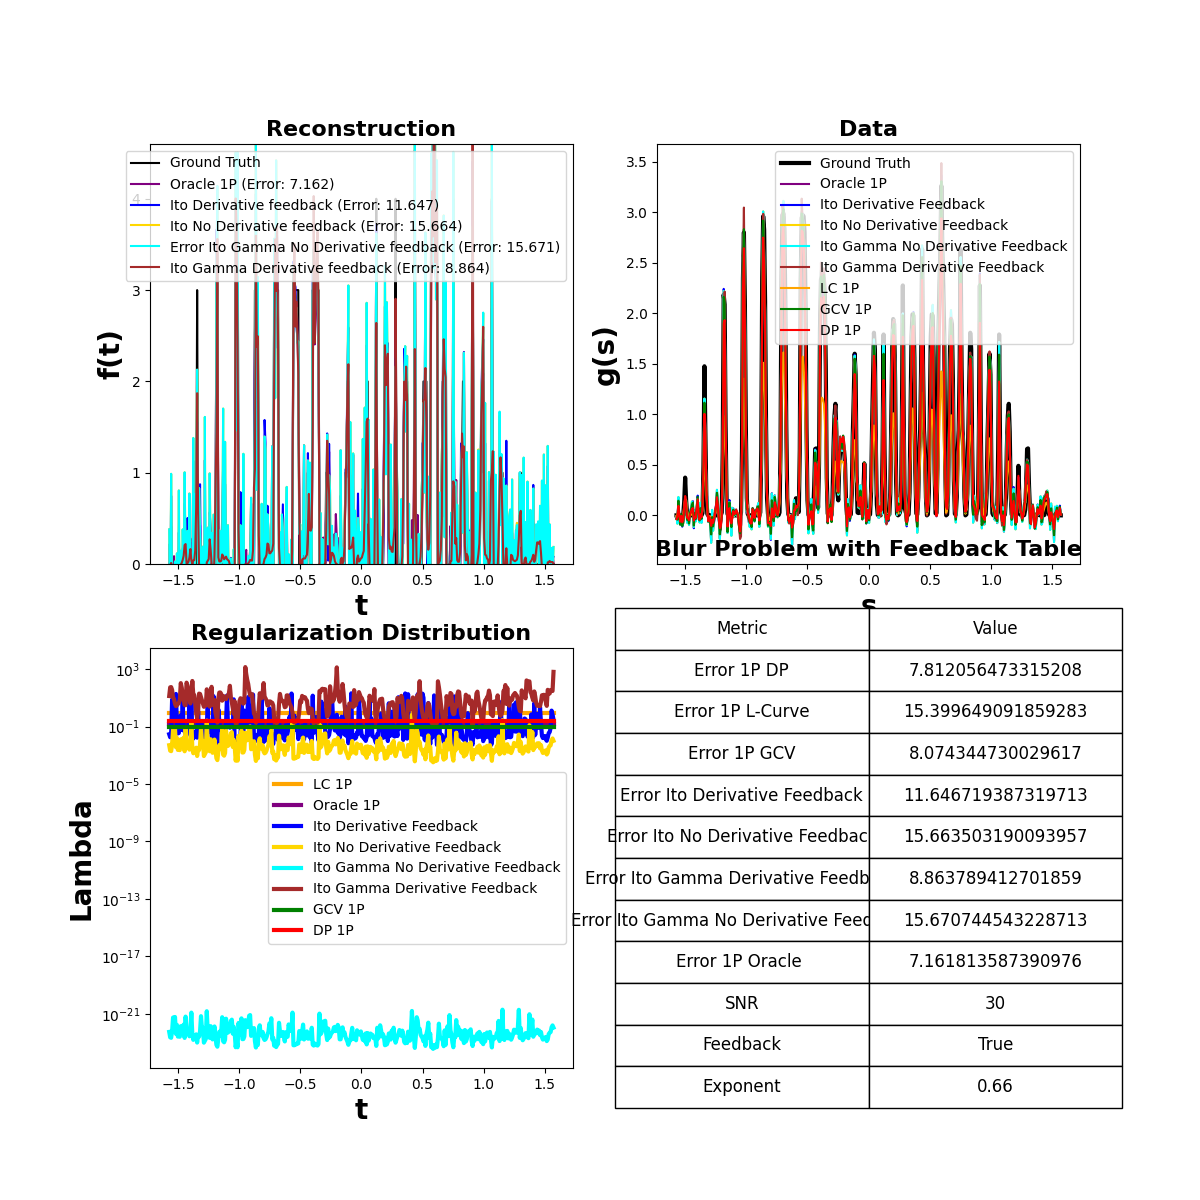 Reconstruction
f(t)
Ground Truth
Oracle 1P (Error: 7.162)
Ito Derivative feedback (Error: 11.647)
Ito No Derivative feedback (Error: 15.664)
Error Ito Gamma No Derivative feedback (Error: 15.671)
Ito Gamma Derivative feedback (Error: 8.864)
4
3
2
1
0
−1.5 −1.0 −0.5 0.0 0.5 1.0 1.5
t
Data
g(s)
Ground Truth
Oracle 1P
Ito Derivative Feedback
Ito No Derivative Feedback
Ito Gamma No Derivative Feedback
Ito Gamma Derivative Feedback
LC 1P
GCV 1P
DP 1P
3.5
3.0
2.5
2.0
1.5
1.0
0.5
0.0
−1.5 −1.0 −0.5 0.0 0.5 1.0 1.5
s
Regularization Distribution
Lambda
10³
10⁻¹
10⁻⁵
10⁻⁹
10⁻¹³
10⁻¹⁷
10⁻²¹
LC 1P
Oracle 1P
Ito Derivative Feedback
Ito No Derivative Feedback
Ito Gamma No Derivative Feedback
Ito Gamma Derivative Feedback
GCV 1P
DP 1P
−1.5 −1.0 −0.5 0.0 0.5 1.0 1.5
t
Blur Problem with Feedback Table
Metric Value
Error 1P DP 7.812056473315208
Error 1P L-Curve 15.399649091859283
Error 1P GCV 8.074344730029617
Error Ito Derivative Feedback 11.646719387319713
Error Ito No Derivative Feedbac 15.663503190093957
Error Ito Gamma Derivative Feedb 8.863789412701859
Error Ito Gamma No Derivative Feed 15.670744543228713
Error 1P Oracle 7.161813587390976
SNR 30
Feedback True
Exponent 0.66